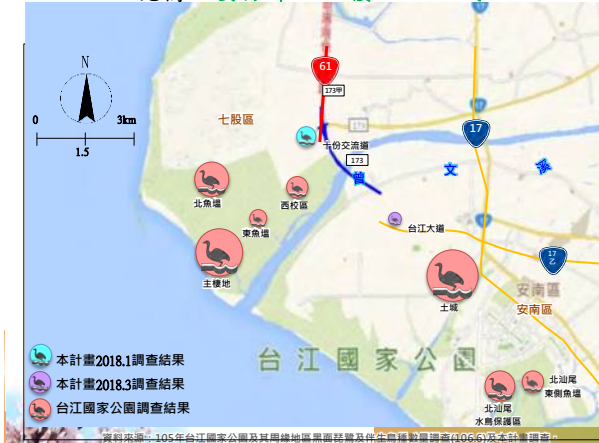 61
173甲
N
0
3km
1.5
七股區
17
十份交流道
173
曾
文
溪
北魚塭
西校區
東魚塭
台江大道
主棲地
17
乙
土城
安南區
安南區
台江國家公園
本計畫2018.1調查結果
本計畫2018.3調查結果
台江國家公園調查結果
北汕尾
水鳥保護區
北汕尾
東側魚塭
資料來源：105年台江國家公園及其周緣地區黑面琵鷺及伴生鳥種數量調查(106.6)及本計畫調查。